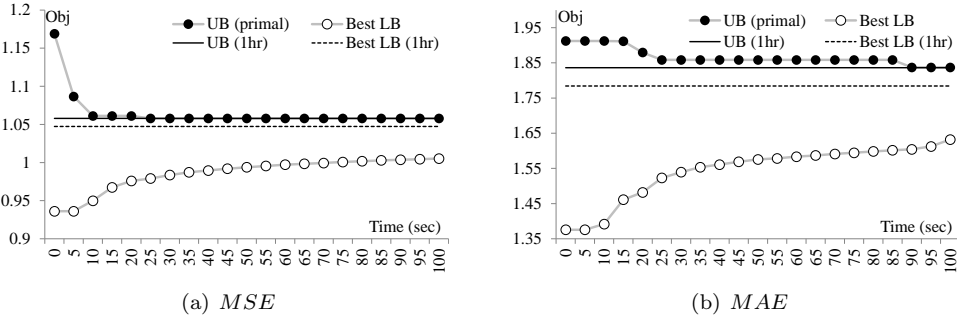 Obj
UB (primal)
Best LB
UB (1hr)
Best LB (1hr)
1.2
1.15
1.1
1.05
1
0.95
0.9
Time (sec)
0 5 10 15 20 25 30 35 40 45 50 55 60 65 70 75 80 85 90 95 100
(a) MSE
Obj
UB (primal)
Best LB
UB (1hr)
Best LB (1hr)
1.95
1.85
1.75
1.65
1.55
1.45
1.35
Time (sec)
0 5 10 15 20 25 30 35 40 45 50 55 60 65 70 75 80 85 90 95 100
(b) MAE